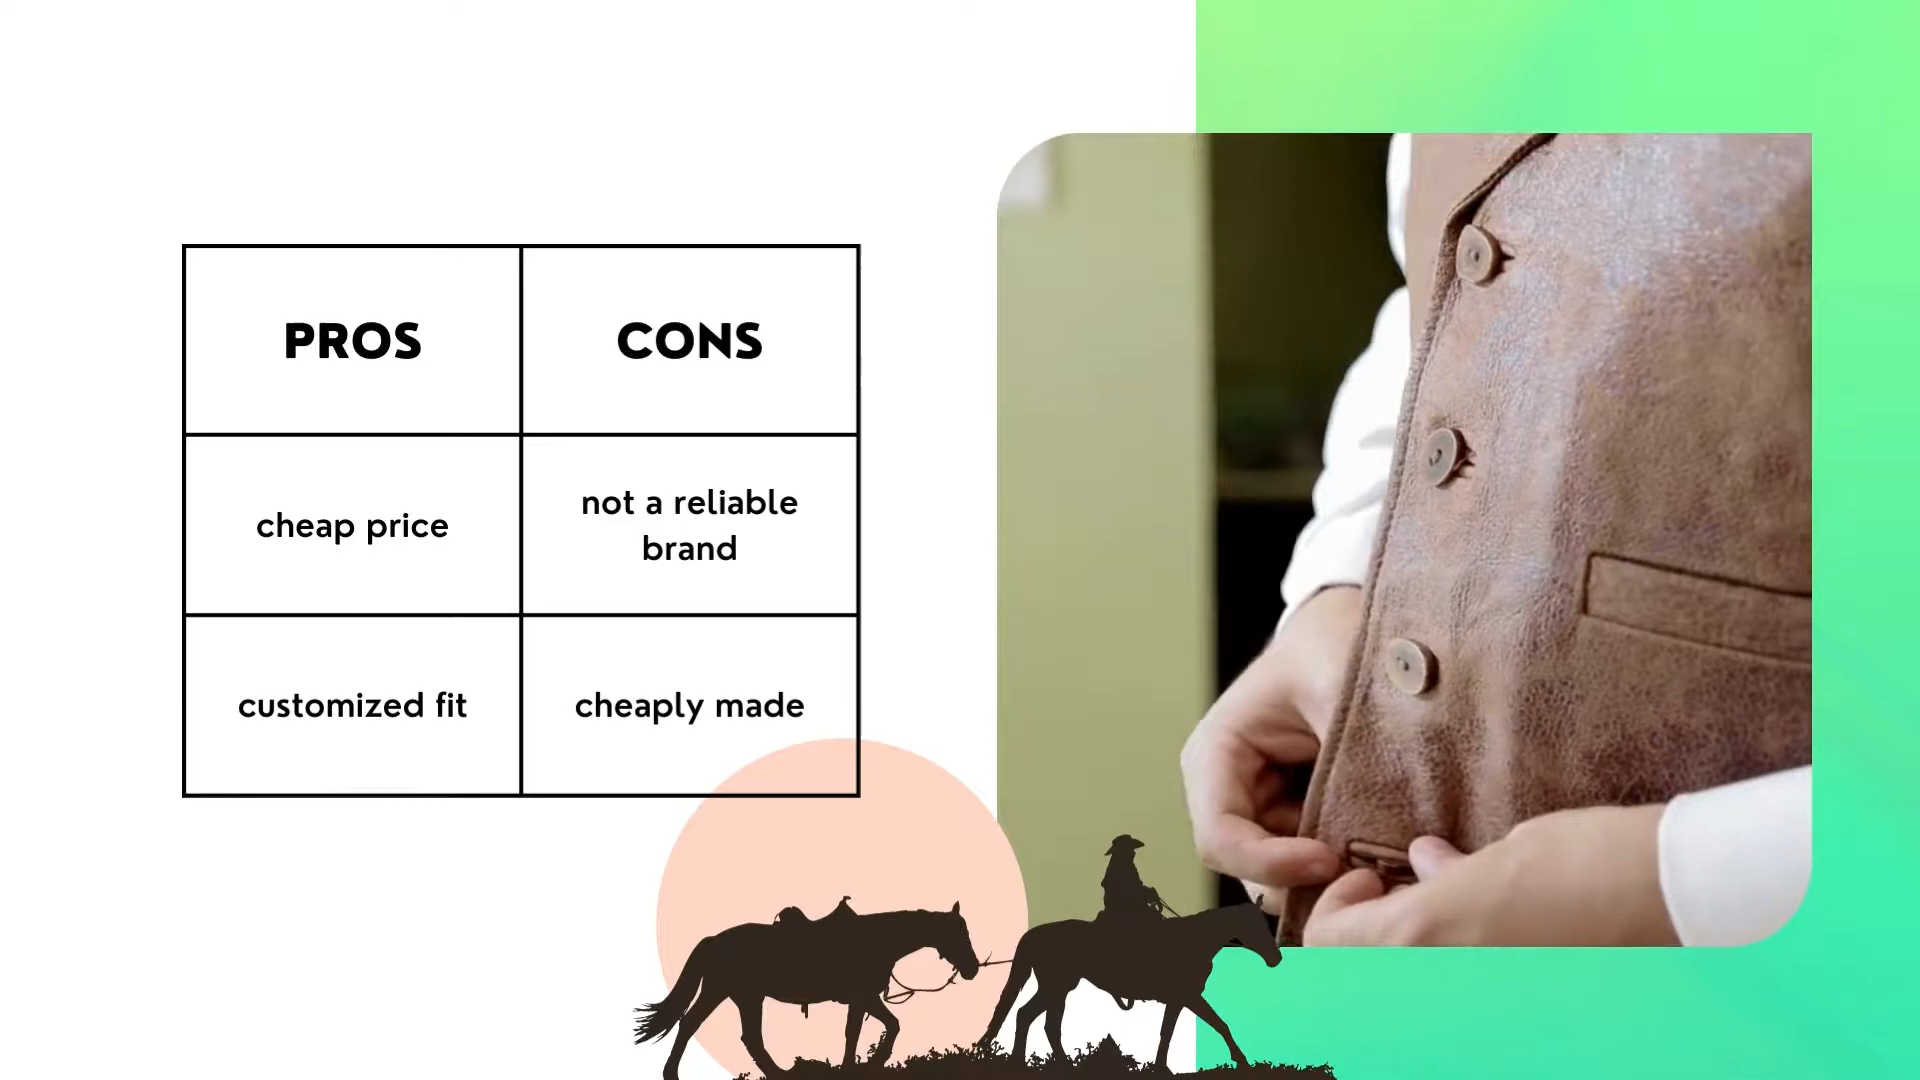 PROS
CONS
cheap price
not a reliable
brand
customized fit
cheaply made